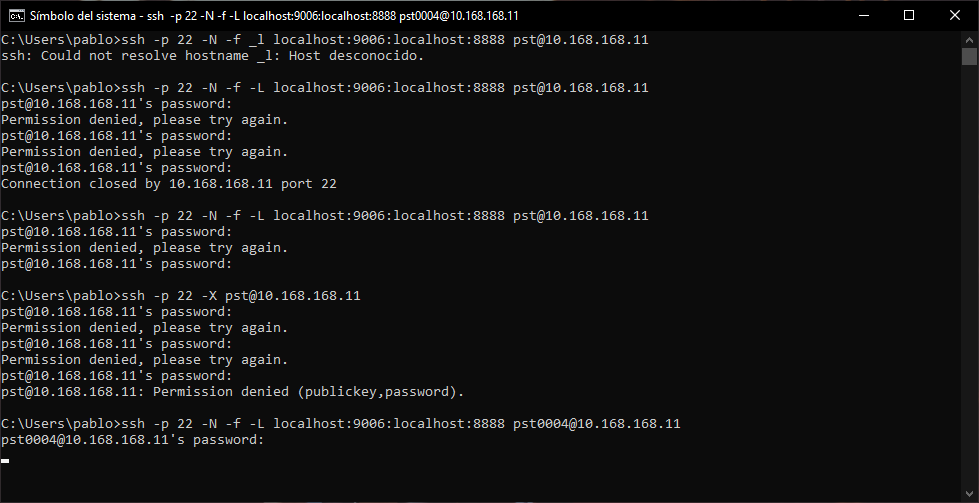 Símbolo del sistema - ssh -p 22 -N -f -L localhost:9006:localhost:8888 pst0004@10.168.168.11
C:\Users\pablo>ssh -p 22 -N -f _l localhost:9006:localhost:8888 pst@10.168.168.11
ssh: Could not resolve hostname _l: Host desconocido.
C:\Users\pablo>ssh -p 22 -N -f -L localhost:9006:localhost:8888 pst@10.168.168.11
pst@10.168.168.11's password:
Permission denied, please try again.
pst@10.168.168.11's password:
Permission denied, please try again.
pst@10.168.168.11's password:
Connection closed by 10.168.168.11 port 22
C:\Users\pablo>ssh -p 22 -N -f -L localhost:9006:localhost:8888 pst@10.168.168.11
pst@10.168.168.11's password:
Permission denied, please try again.
pst@10.168.168.11's password:
C:\Users\pablo>ssh -p 22 -X pst@10.168.168.11
pst@10.168.168.11's password:
Permission denied, please try again.
pst@10.168.168.11's password:
Permission denied, please try again.
pst@10.168.168.11's password:
pst@10.168.168.11: Permission denied (publickey,password).
C:\Users\pablo>ssh -p 22 -N -f -L localhost:9006:localhost:8888 pst0004@10.168.168.11
pst0004@10.168.168.11's password: